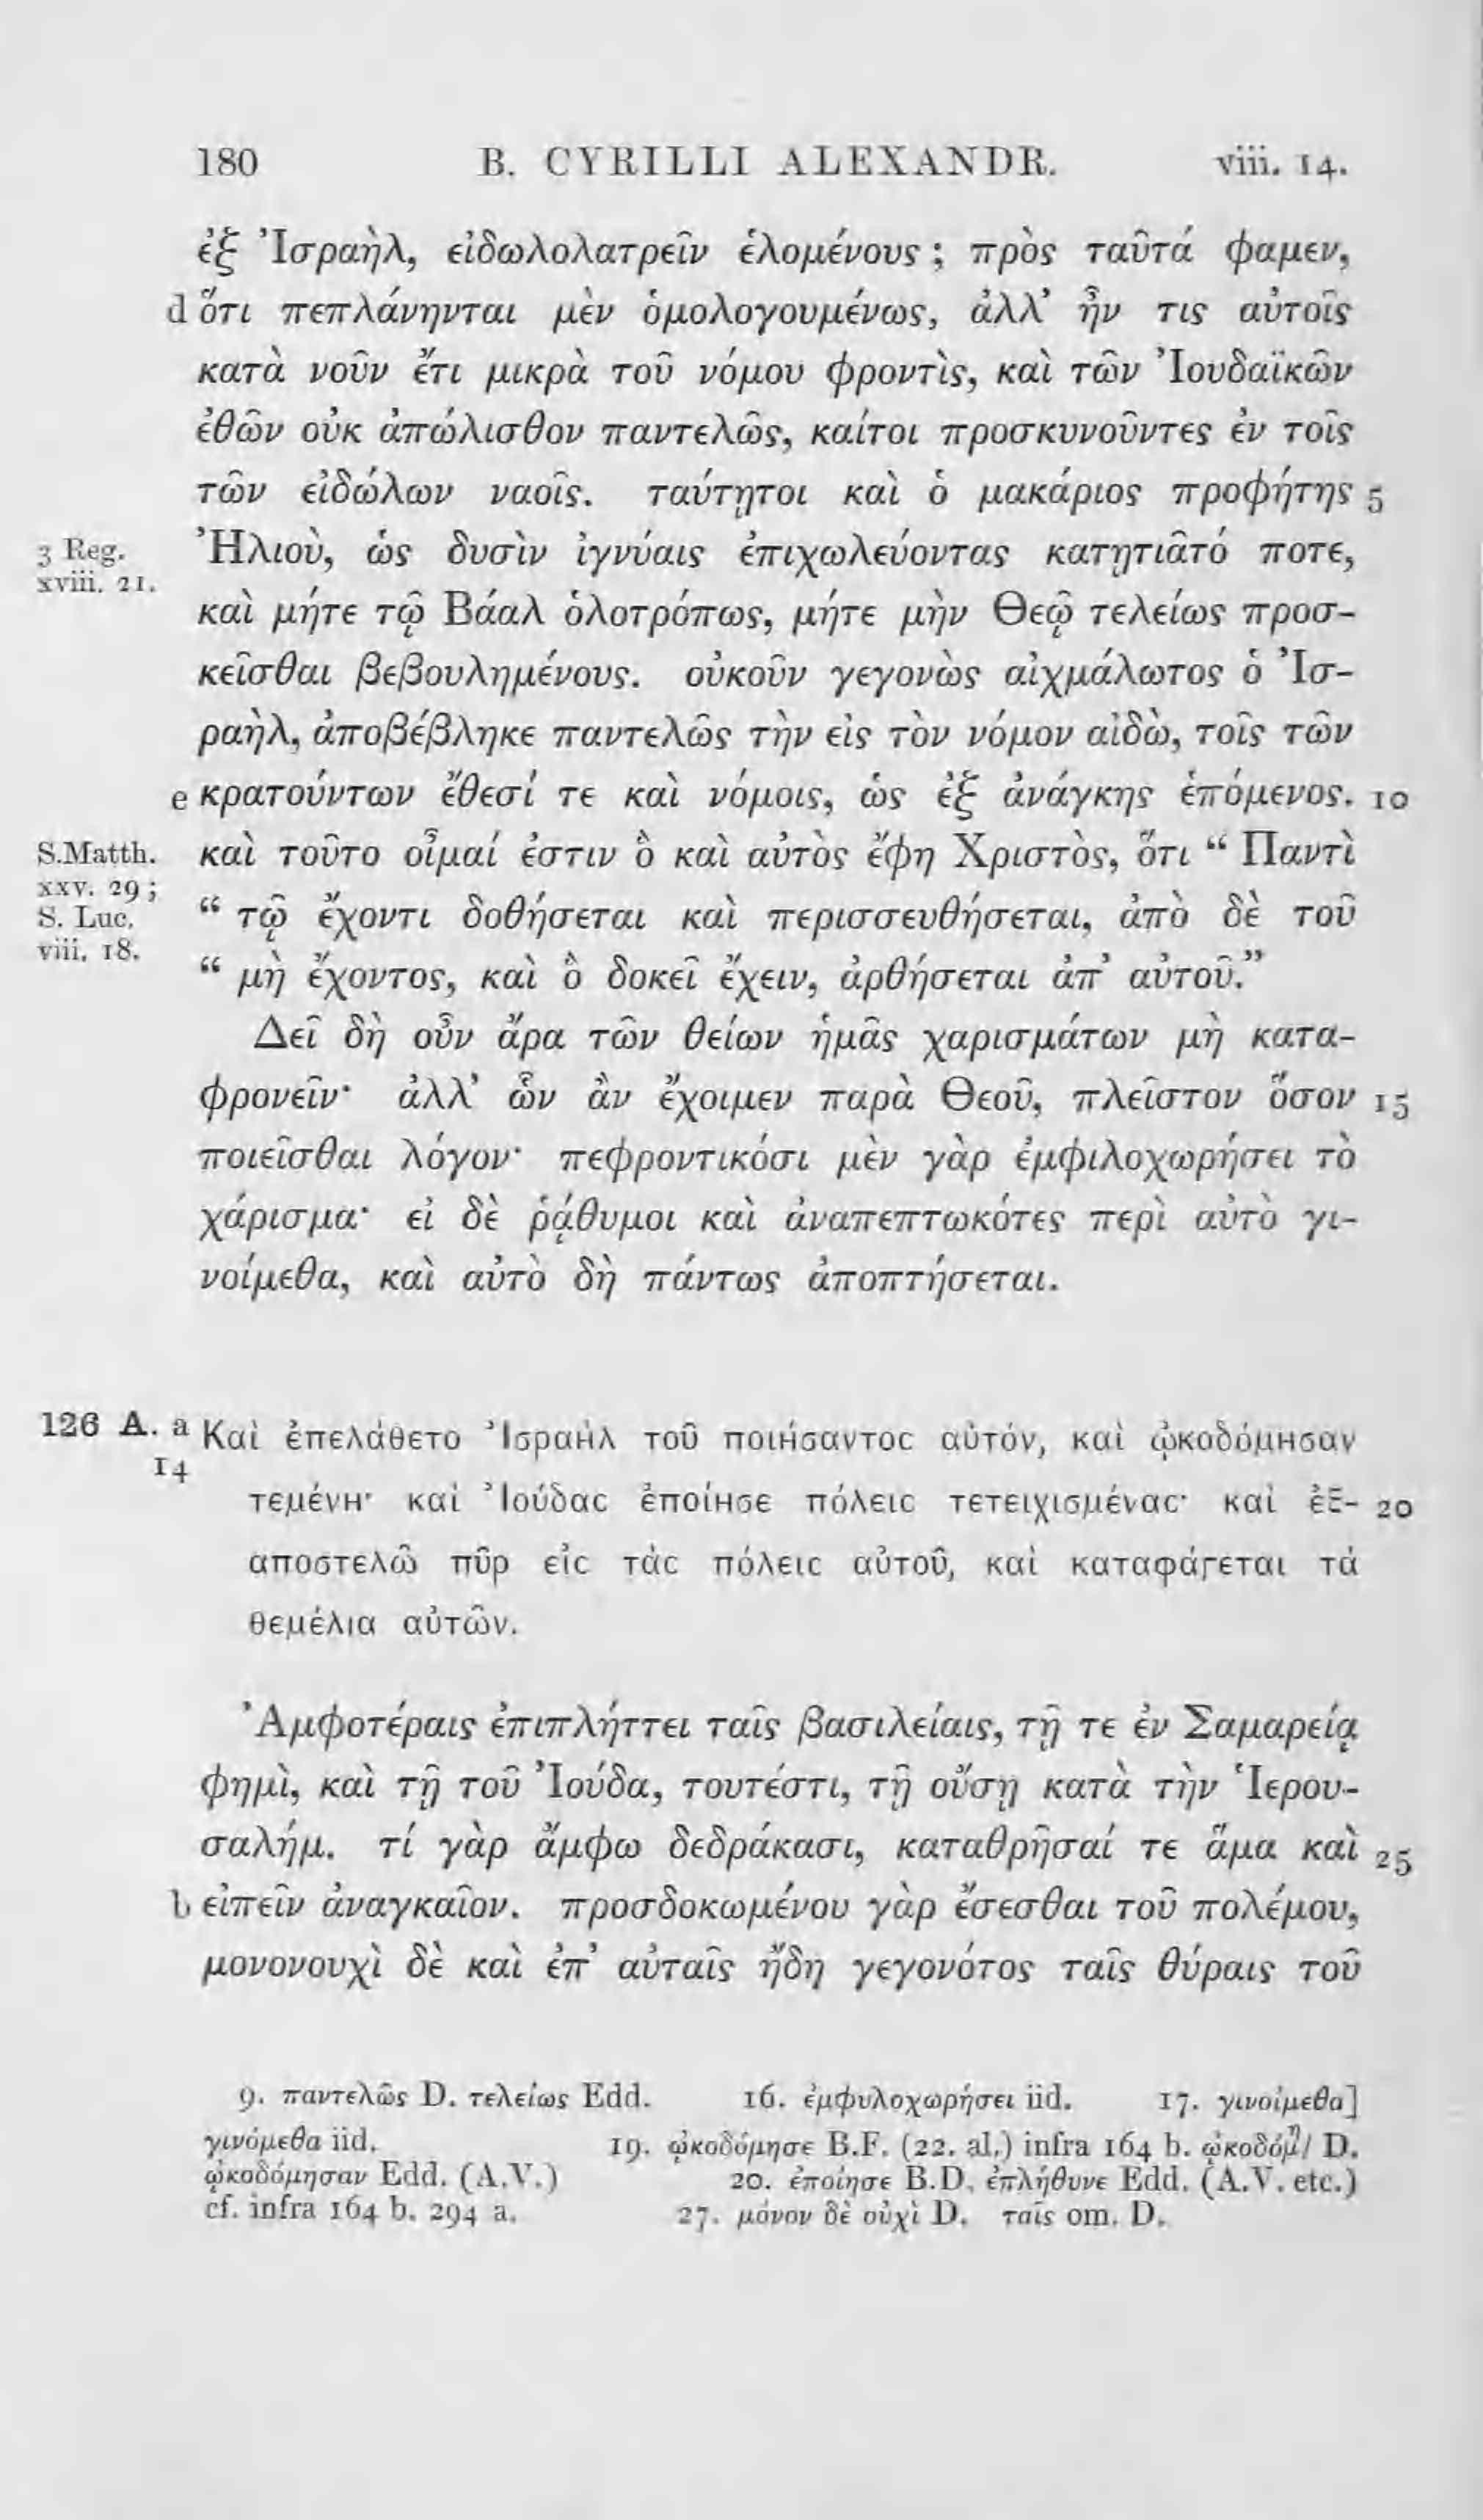 180 B. CYRILLI ALEXANDR. viii. 14.
ἐξ Ἰσραὴλ, εἰδωλολατρεῖν ἑλομένους ; πρὸς ταῦτά φαμεν,
d ὅτι πεπλάνηνται μὲν ὁμολογουμένως, ἀλλ’ ἦν τις αὐτοῖς
κατὰ νοῦν ἔτι μικρὰ τοῦ νόμου φροντὶς, καὶ τῶν Ἰουδαϊκῶν
ἐθῶν οὐκ ἀπώλισθον παντελῶς, καίτοι προσκυνοῦντες ἐν τοῖς
τῶν εἰδώλων ναοῖς. ταύτῃτοι καὶ ὁ μακάριος προφήτης 5
3 Reg. xviii. 21. Ἠλιοὺ, ὡς δυσὶν ἰγνύαις ἐπιχωλεύοντας κατῃτιᾶτό ποτε,
καὶ μήτε τῷ Βάαλ ὁλοτρόπως, μήτε μὴν Θεῷ τελείως προσ-
κεῖσθαι βεβουλημένους. οὐκοῦν γεγονὼς αἰχμάλωτος ὁ Ἰσ-
ραὴλ, ἀποβέβληκε παντελῶς τὴν εἰς τὸν νόμον αἰδὼ, τοῖς τῶν
e κρατούντων ἔθεσί τε καὶ νόμοις, ὡς ἐξ ἀνάγκης ἑπόμενος. 10
S.Matth. xxv. 29 ; καὶ τοῦτο οἶμαί ἐστιν ὃ καὶ αὐτὸς ἔφη Χριστὸς, ὅτι “ Παντὶ
S. Luc. viii. 18. “ τῷ ἔχοντι δοθήσεται καὶ περισσευθήσεται, ἀπὸ δὲ τοῦ
“ μὴ ἔχοντος, καὶ ὃ δοκεῖ ἔχειν, ἀρθήσεται ἀπ’ αὐτοῦ.”
Δεῖ δὴ οὖν ἄρα τῶν θείων ἡμᾶς χαρισμάτων μὴ κατα-
φρονεῖν· ἀλλ’ ὧν ἂν ἔχοιμεν παρὰ Θεοῦ, πλεῖστον ὅσον 15
ποιεῖσθαι λόγον· πεφροντικόσι μὲν γὰρ ἐμφιλοχωρήσει τὸ
χάρισμα· εἰ δὲ ῥᾴθυμοι καὶ ἀναπεπτωκότες περὶ αὐτὸ γι-
νοίμεθα, καὶ αὐτὸ δὴ πάντως ἀποπτήσεται.
126 A. a Καὶ ἐπελάθετο Ἰσραὴλ τοῦ ποιήσαντος αὐτόν, καὶ ᾠκοδόμησαν
14 τεμένη· καὶ Ἰούδας ἐποίησε πόλεις τετειχισμένας· καὶ ἐξ- 20
αποστελῶ πῦρ εἰς τὰς πόλεις αὐτοῦ, καὶ καταφάγεται τὰ
θεμέλια αὐτῶν.
Ἀμφοτέραις ἐπιπλήττει ταῖς βασιλείαις, τῇ τε ἐν Σαμαρείᾳ
φημὶ, καὶ τῇ τοῦ Ἰούδα, τουτέστι, τῇ οὔσῃ κατὰ τὴν Ἱερου-
σαλήμ. τί γὰρ ἄμφω δεδράκασι, καταθρῆσαί τε ἅμα καὶ 25
b εἰπεῖν ἀναγκαῖον. προσδοκωμένου γὰρ ἔσεσθαι τοῦ πολέμου,
μονονουχὶ δὲ καὶ ἐπ’ αὐταῖς ἤδη γεγονότος ταῖς θύραις τοῦ
9. παντελῶς D. τελείως Edd. 16. ἐμφυλοχωρήσει iid. 17. γινοίμεθα]
γινόμεθα iid. 19. ᾠκοδόμησε B.F. (22. al.) infra 164 b. D.
ᾠκοδόμησαν Edd. (A.V.) 20. ἐποίησε B.D. ἐπλήθυνε Edd. (A.V. etc.)
cf. infra 164 b. 294 a. 27. μόνον δὲ οὐχὶ D. ταῖς om. D.